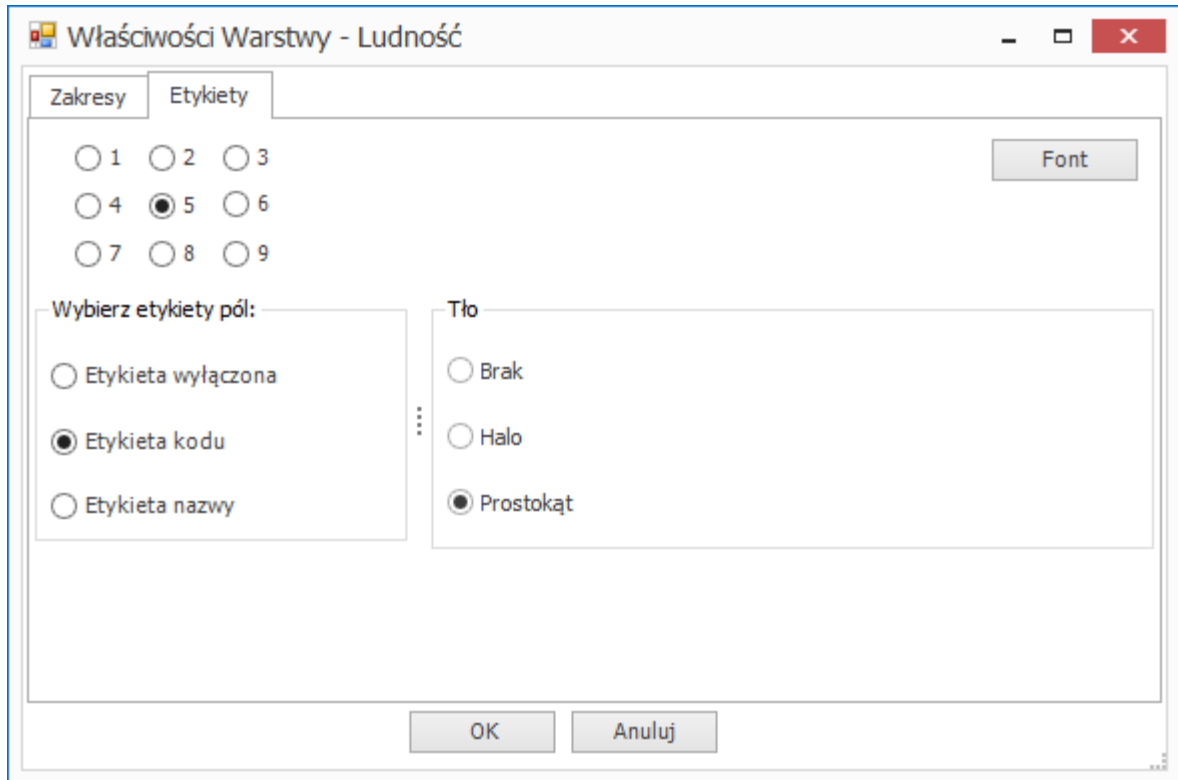 Właściwości Warstwy - Ludność
Zakresy Etykiety
1 2 3 Font
4 5 6
7 8 9
Wybierz etykiety pól: Tło
Etykieta wyłączona Brak
Etykieta kodu Halo
Etykieta nazwy Prostokąt
OK Anuluj